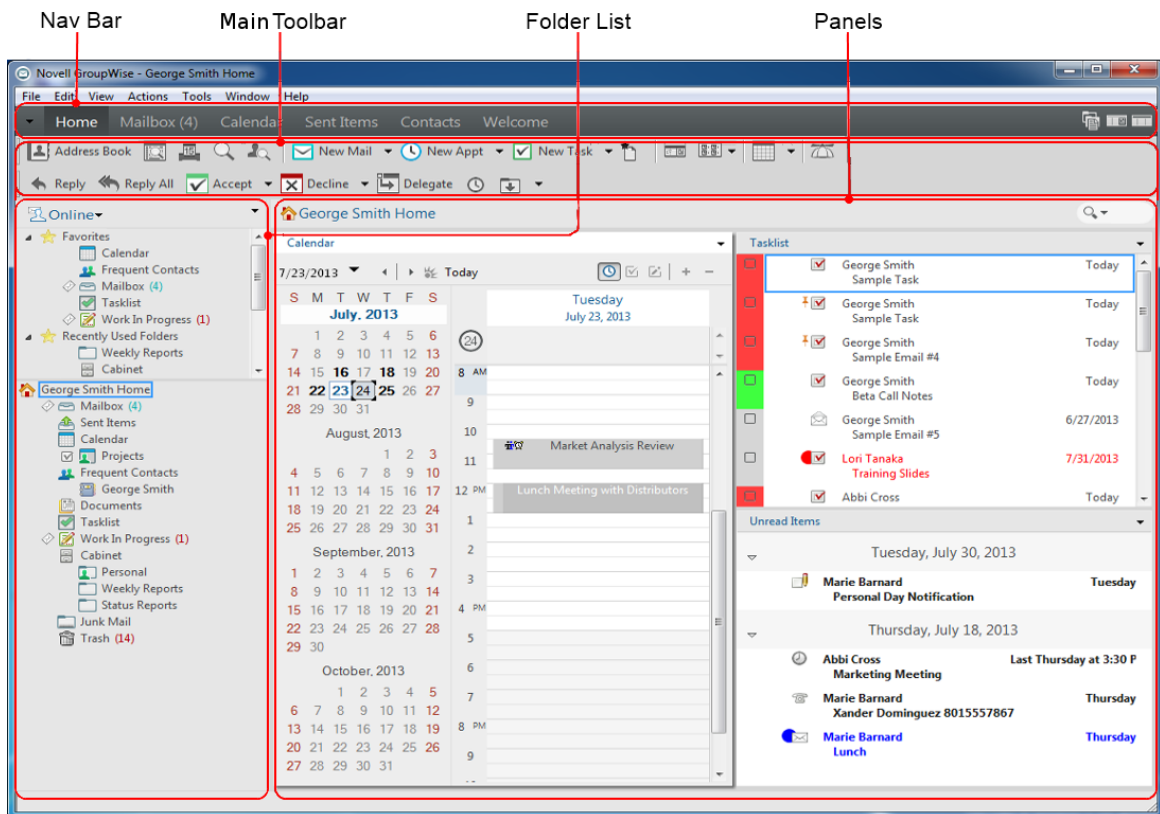 Nav Bar
Main Toolbar
Folder List
Panels
Novell GroupWise - George Smith Home
File Edit View Actions Tools Window Help
Home Mailbox (4) Calendar Sent Items Contacts Welcome
Address Book New Mail New Appt New Task
Reply Reply All Accept Decline Delegate
Online
Favorites
Calendar
Frequent Contacts
Mailbox (4)
Tasklist
Work In Progress (1)
Recently Used Folders
Weekly Reports
Cabinet
George Smith Home
Mailbox (4)
Sent Items
Calendar
Projects
Frequent Contacts
George Smith
Documents
Tasklist
Work In Progress (1)
Cabinet
Personal
Weekly Reports
Status Reports
Junk Mail
Trash (14)
George Smith Home
Calendar
7/23/2013 Today
S M T W T F S
July, 2013
1 2 3 4 5 6
7 8 9 10 11 12 13
14 15 16 17 18 19 20
21 22 23 24 25 26 27
28 29 30 31
August, 2013
1 2 3
4 5 6 7 8 9 10
11 12 13 14 15 16 17
18 19 20 21 22 23 24
25 26 27 28 29 30 31
September, 2013
1 2 3 4 5 6 7
8 9 10 11 12 13 14
15 16 17 18 19 20 21
22 23 24 25 26 27 28
29 30
October, 2013
1 2 3 4 5
6 7 8 9 10 11 12
13 14 15 16 17 18 19
20 21 22 23 24 25 26
27 28 29 30 31
Tuesday
July 23, 2013
24
8 AM
9
10
Market Analysis Review
11
12 PM Lunch Meeting with Distributors
1
2
3
4 PM
5
6
7
8 PM
9
Tasklist
George Smith Today
Sample Task
George Smith Today
Sample Task
George Smith Today
Sample Email #4
George Smith Today
Beta Call Notes
George Smith 6/27/2013
Sample Email #5
Lori Tanaka 7/31/2013
Training Slides
Abbi Cross Today
Unread Items
Tuesday, July 30, 2013
Marie Barnard Tuesday
Personal Day Notification
Thursday, July 18, 2013
Abbi Cross Last Thursday at 3:30 P
Marketing Meeting
Marie Barnard Thursday
Xander Dominguez 8015557867
Marie Barnard Thursday
Lunch